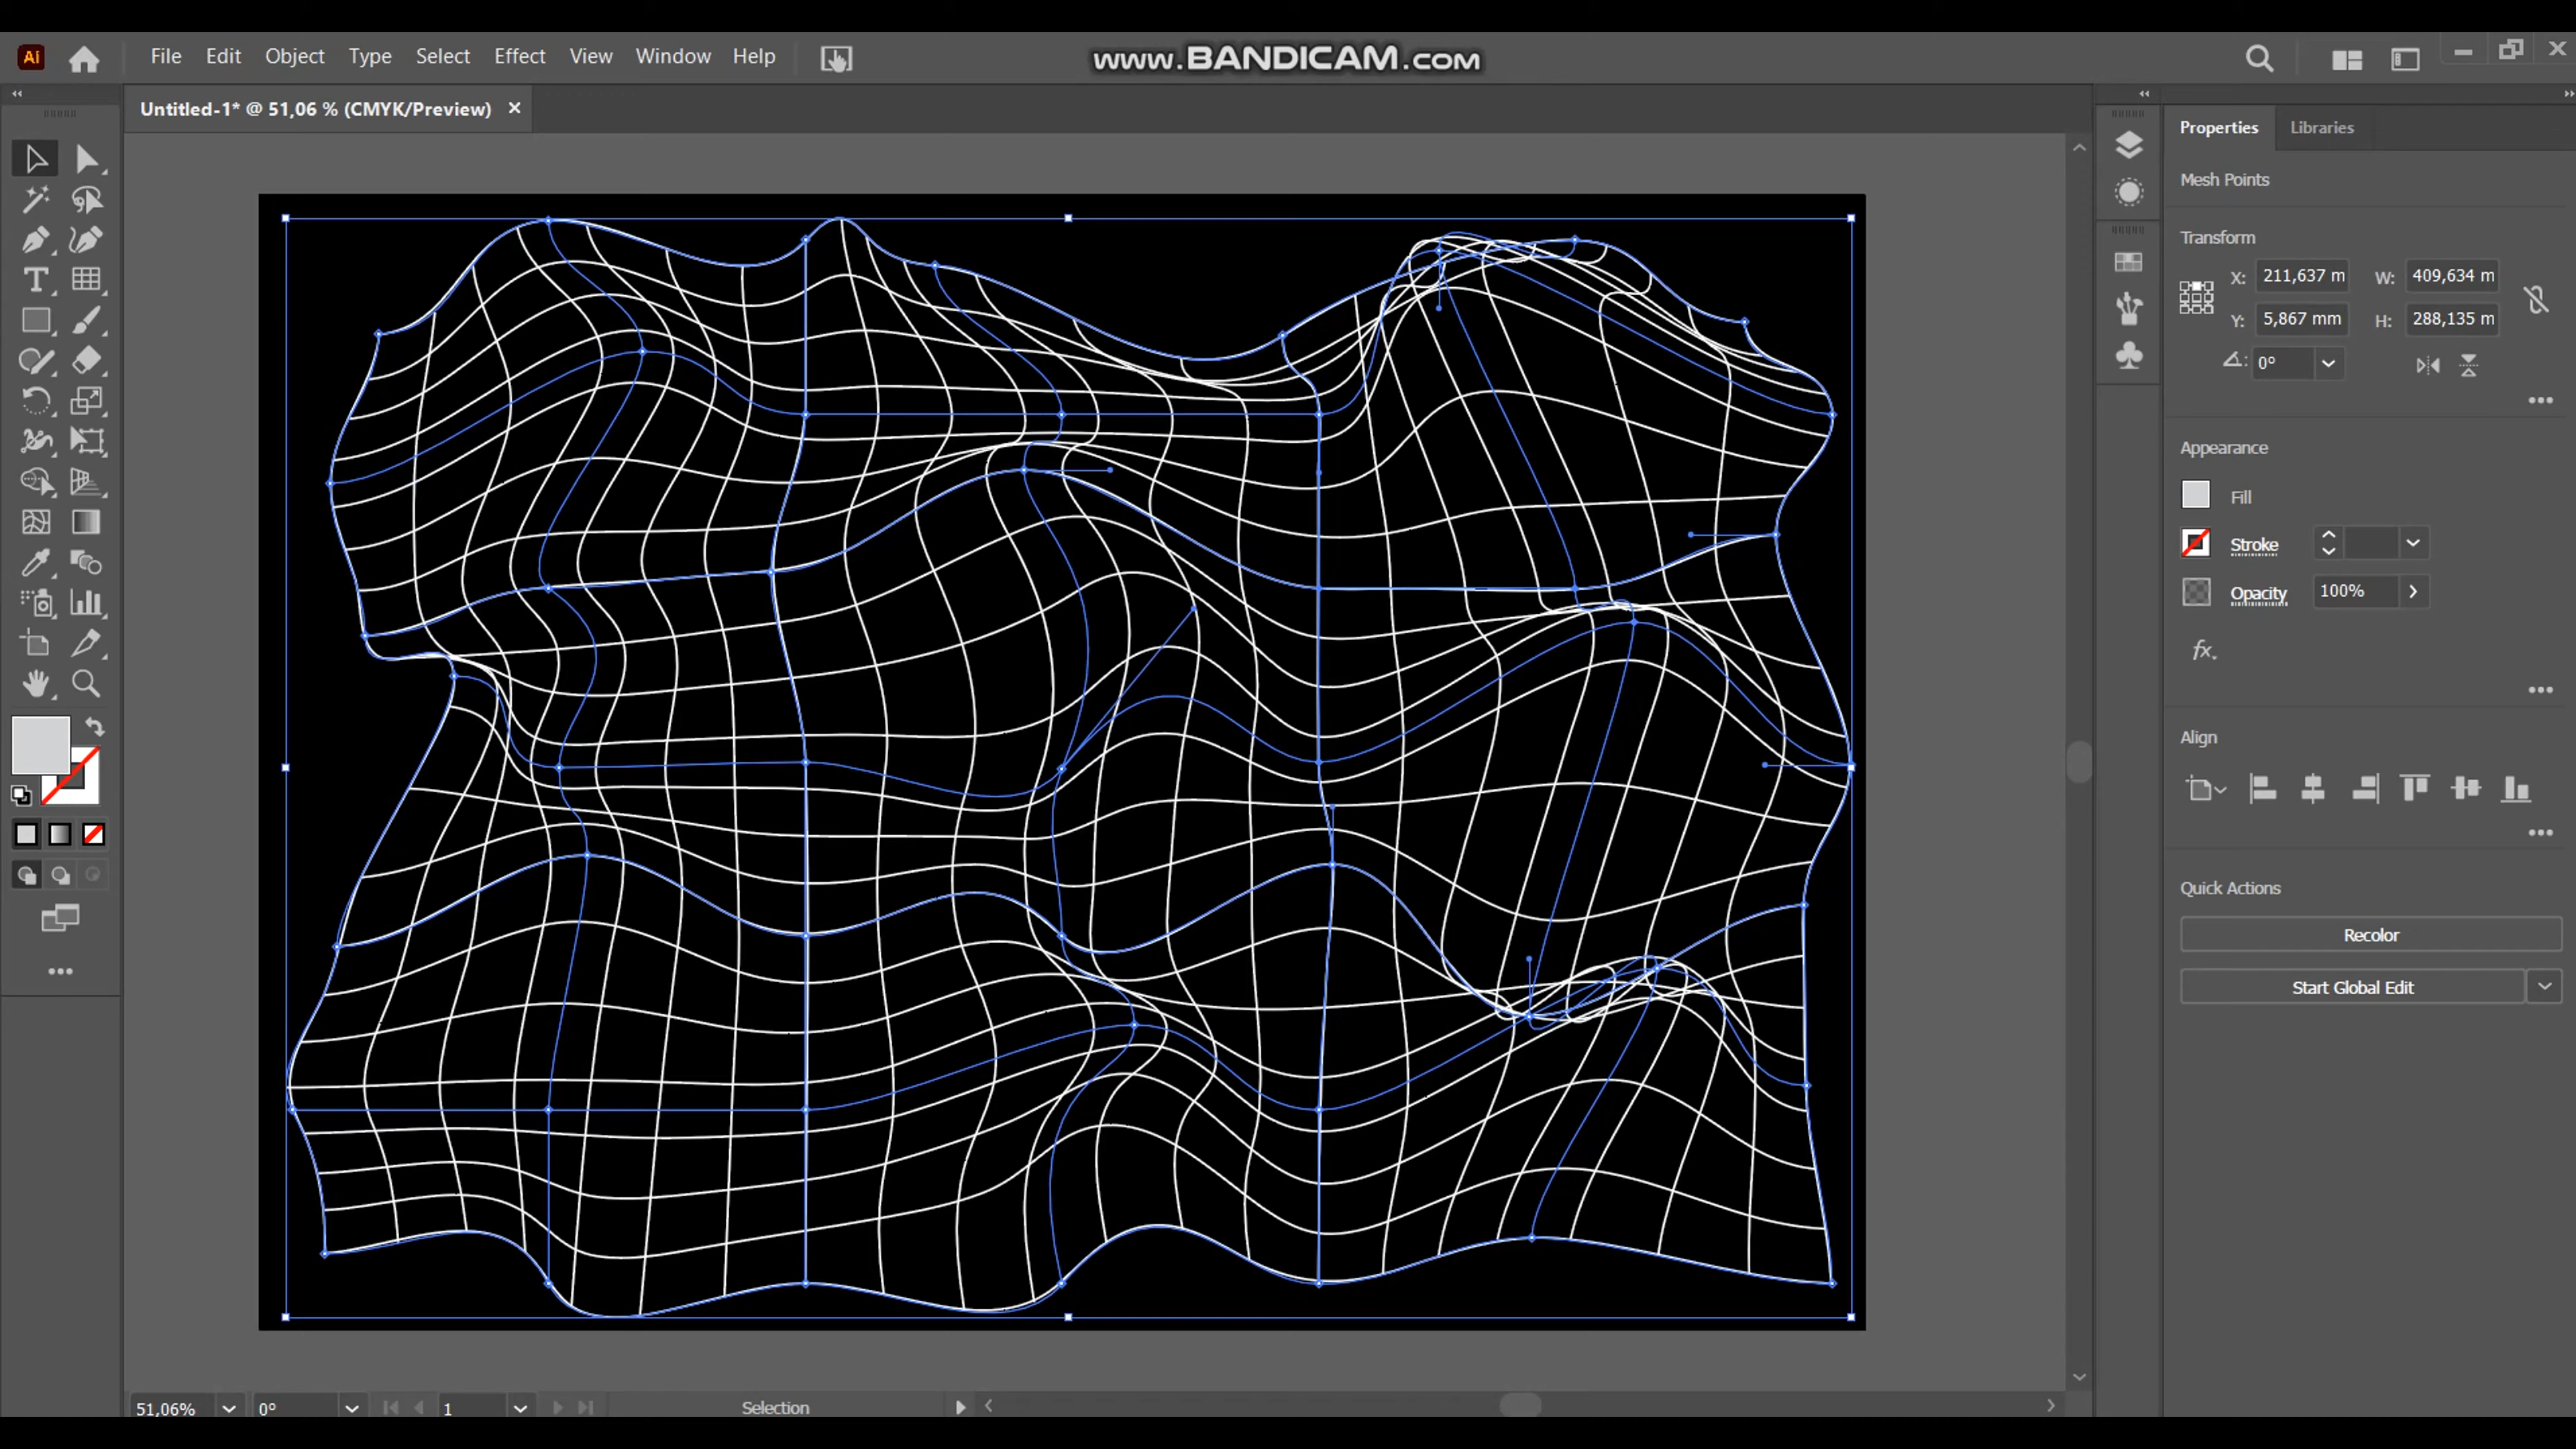 Ai File Edit Object Type Select Effect View Window Help
www.BANDICAM.com
Untitled-1* @ 51,06 % (CMYK/Preview) ×
Properties Libraries
Mesh Points
Transform
X: 211,637 m W: 409,634 m
Y: 5,867 mm H: 288,135 m
0°
Appearance
Fill
Stroke
Opacity 100%
fx.
Align
Quick Actions
Recolor
Start Global Edit
51,06% 0° 1 Selection